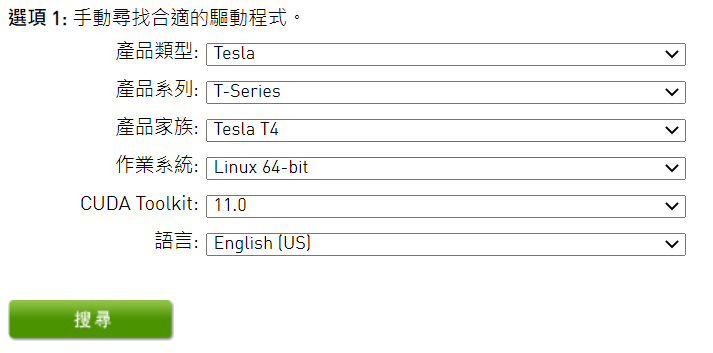 選項 1: 手動尋找合適的驅動程式。
產品類型: Tesla
產品系列: T-Series
產品家族: Tesla T4
作業系統: Linux 64-bit
CUDA Toolkit: 11.0
語言: English (US)
搜尋